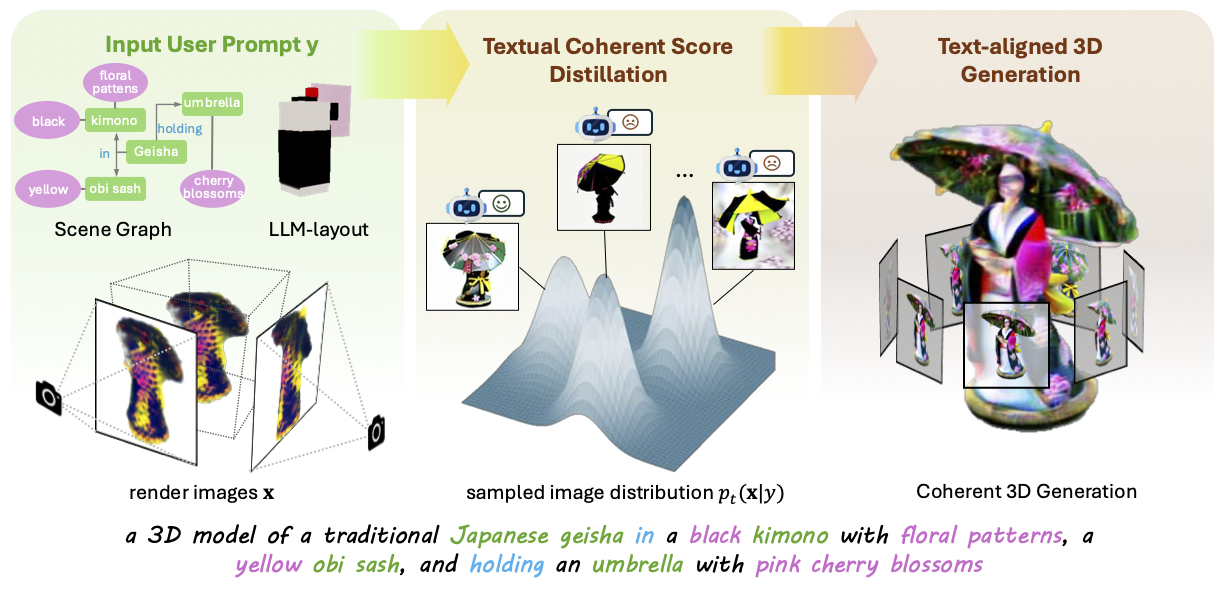 Input User Prompt y
floral
pattens
black
kimono
umbrella
holding
in
Geisha
yellow
obi sash
cherry
blossoms
Scene Graph
LLM-layout
render images x
Textual Coherent Score
Distillation
...
sampled image distribution pₜ(x|y)
Text-aligned 3D
Generation
Coherent 3D Generation
a 3D model of a traditional Japanese geisha in a black kimono with floral patterns, a
yellow obi sash, and holding an umbrella with pink cherry blossoms